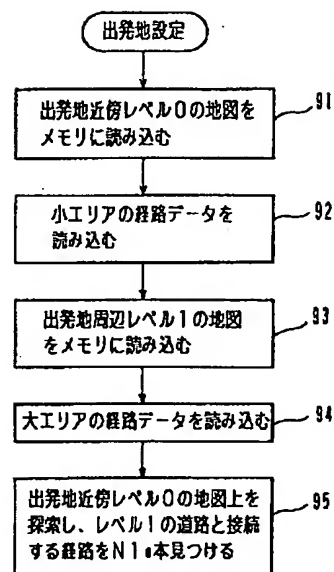 出発地設定
出発地近傍レベル0の地図を
メモリに読み込む
91
小エリアの経路データを
読み込む
92
出発地周辺レベル1の地図
をメモリに読み込む
93
大エリアの経路データを読み込む
94
出発地近傍レベル0の地図上を
探索し、レベル1の道路と接続
する経路をN1s本見つける
95